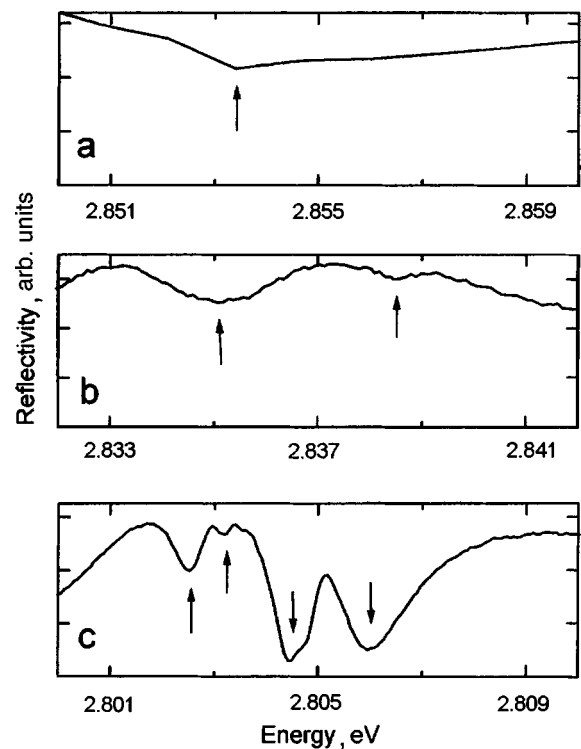 a
2.851 2.855 2.859
Reflectivity, arb. units
b
2.833 2.837 2.841
c
2.801 2.805 2.809
Energy, eV